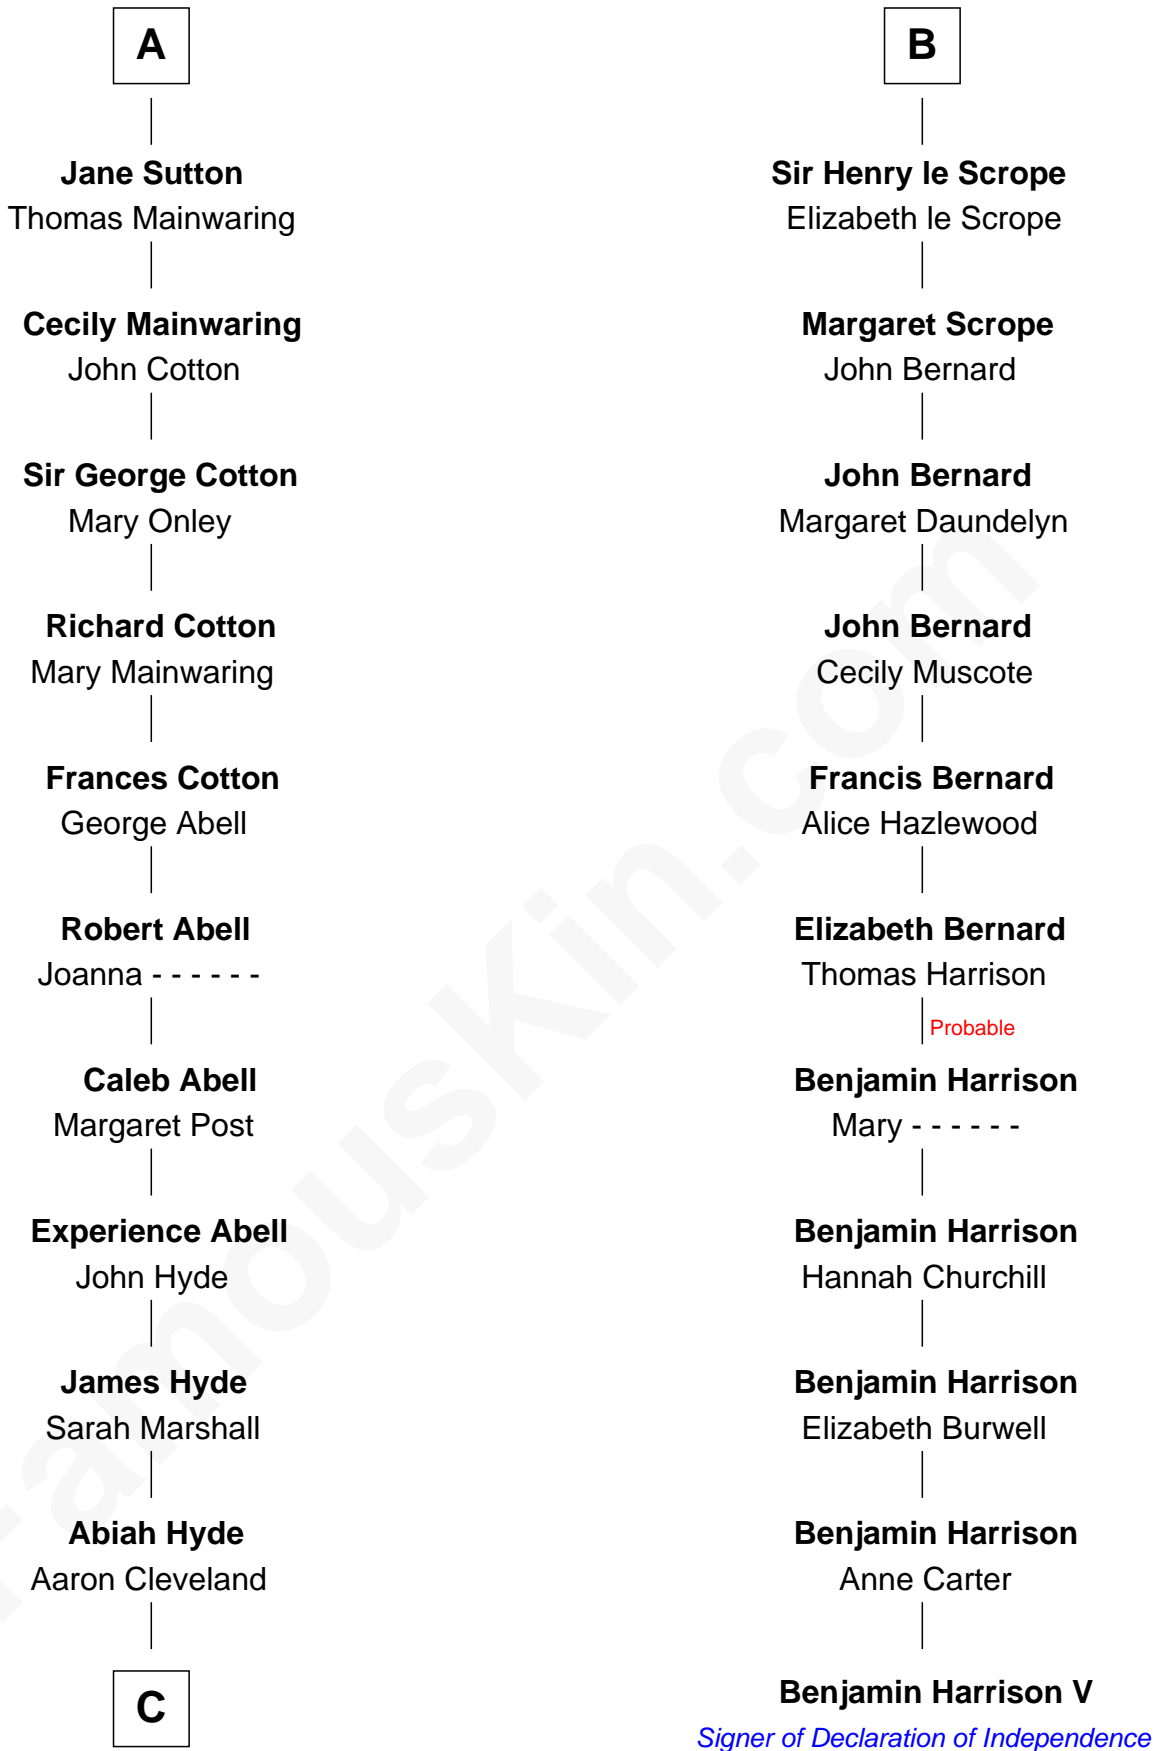 A
Jane Sutton
Thomas Mainwaring
Cecily Mainwaring
John Cotton
Sir George Cotton
Mary Onley
Richard Cotton
Mary Mainwaring
Frances Cotton
George Abell
Robert Abell
Joanna - - - - - -
Caleb Abell
Margaret Post
Experience Abell
John Hyde
James Hyde
Sarah Marshall
Abiah Hyde
Aaron Cleveland
C
B
Sir Henry le Scrope
Elizabeth le Scrope
Margaret Scrope
John Bernard
John Bernard
Margaret Daundelyn
John Bernard
Cecily Muscote
Francis Bernard
Alice Hazlewood
Elizabeth Bernard
Thomas Harrison
Probable
Benjamin Harrison
Mary - - - - - -
Benjamin Harrison
Hannah Churchill
Benjamin Harrison
Elizabeth Burwell
Benjamin Harrison
Anne Carter
Benjamin Harrison V
Signer of Declaration of Independence
FamousKin.com